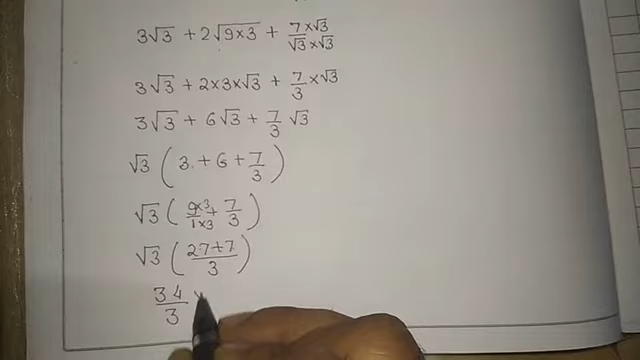 3√3 + 2√9×3 + 7×√3/√3×√3
3√3 + 2×3×√3 + 7/3 ×√3
3√3 + 6√3 + 7/3 √3
√3 ( 3 + 6 + 7/3 )
√3 ( 9×3/1×3 + 7/3 )
√3 ( 27+7/3 )
34/3